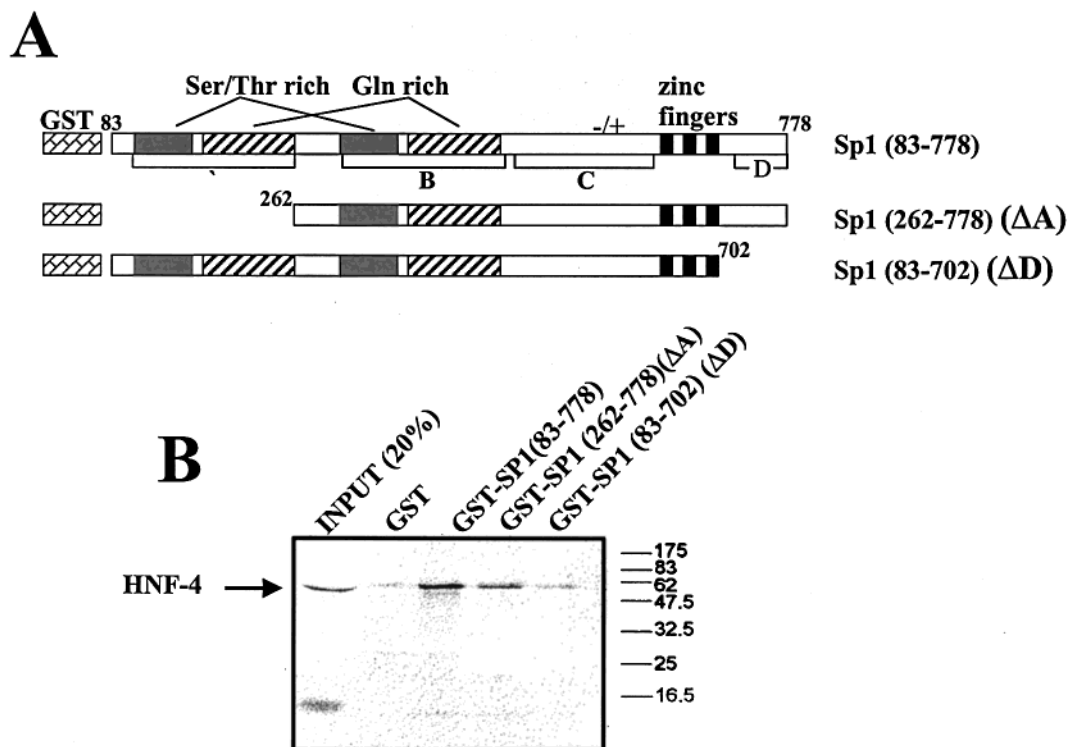 A
Ser/Thr rich Gln rich zinc
fingers
GST 83 -/+ 778
Sp1 (83-778)
` B C D
262
Sp1 (262-778) (ΔA)
702
Sp1 (83-702) (ΔD)
B
INPUT (20%)
GST
GST-SP1(83-778)
GST-SP1 (262-778)(ΔA)
GST-SP1 (83-702) (ΔD)
HNF-4
175
83
62
47.5
32.5
25
16.5